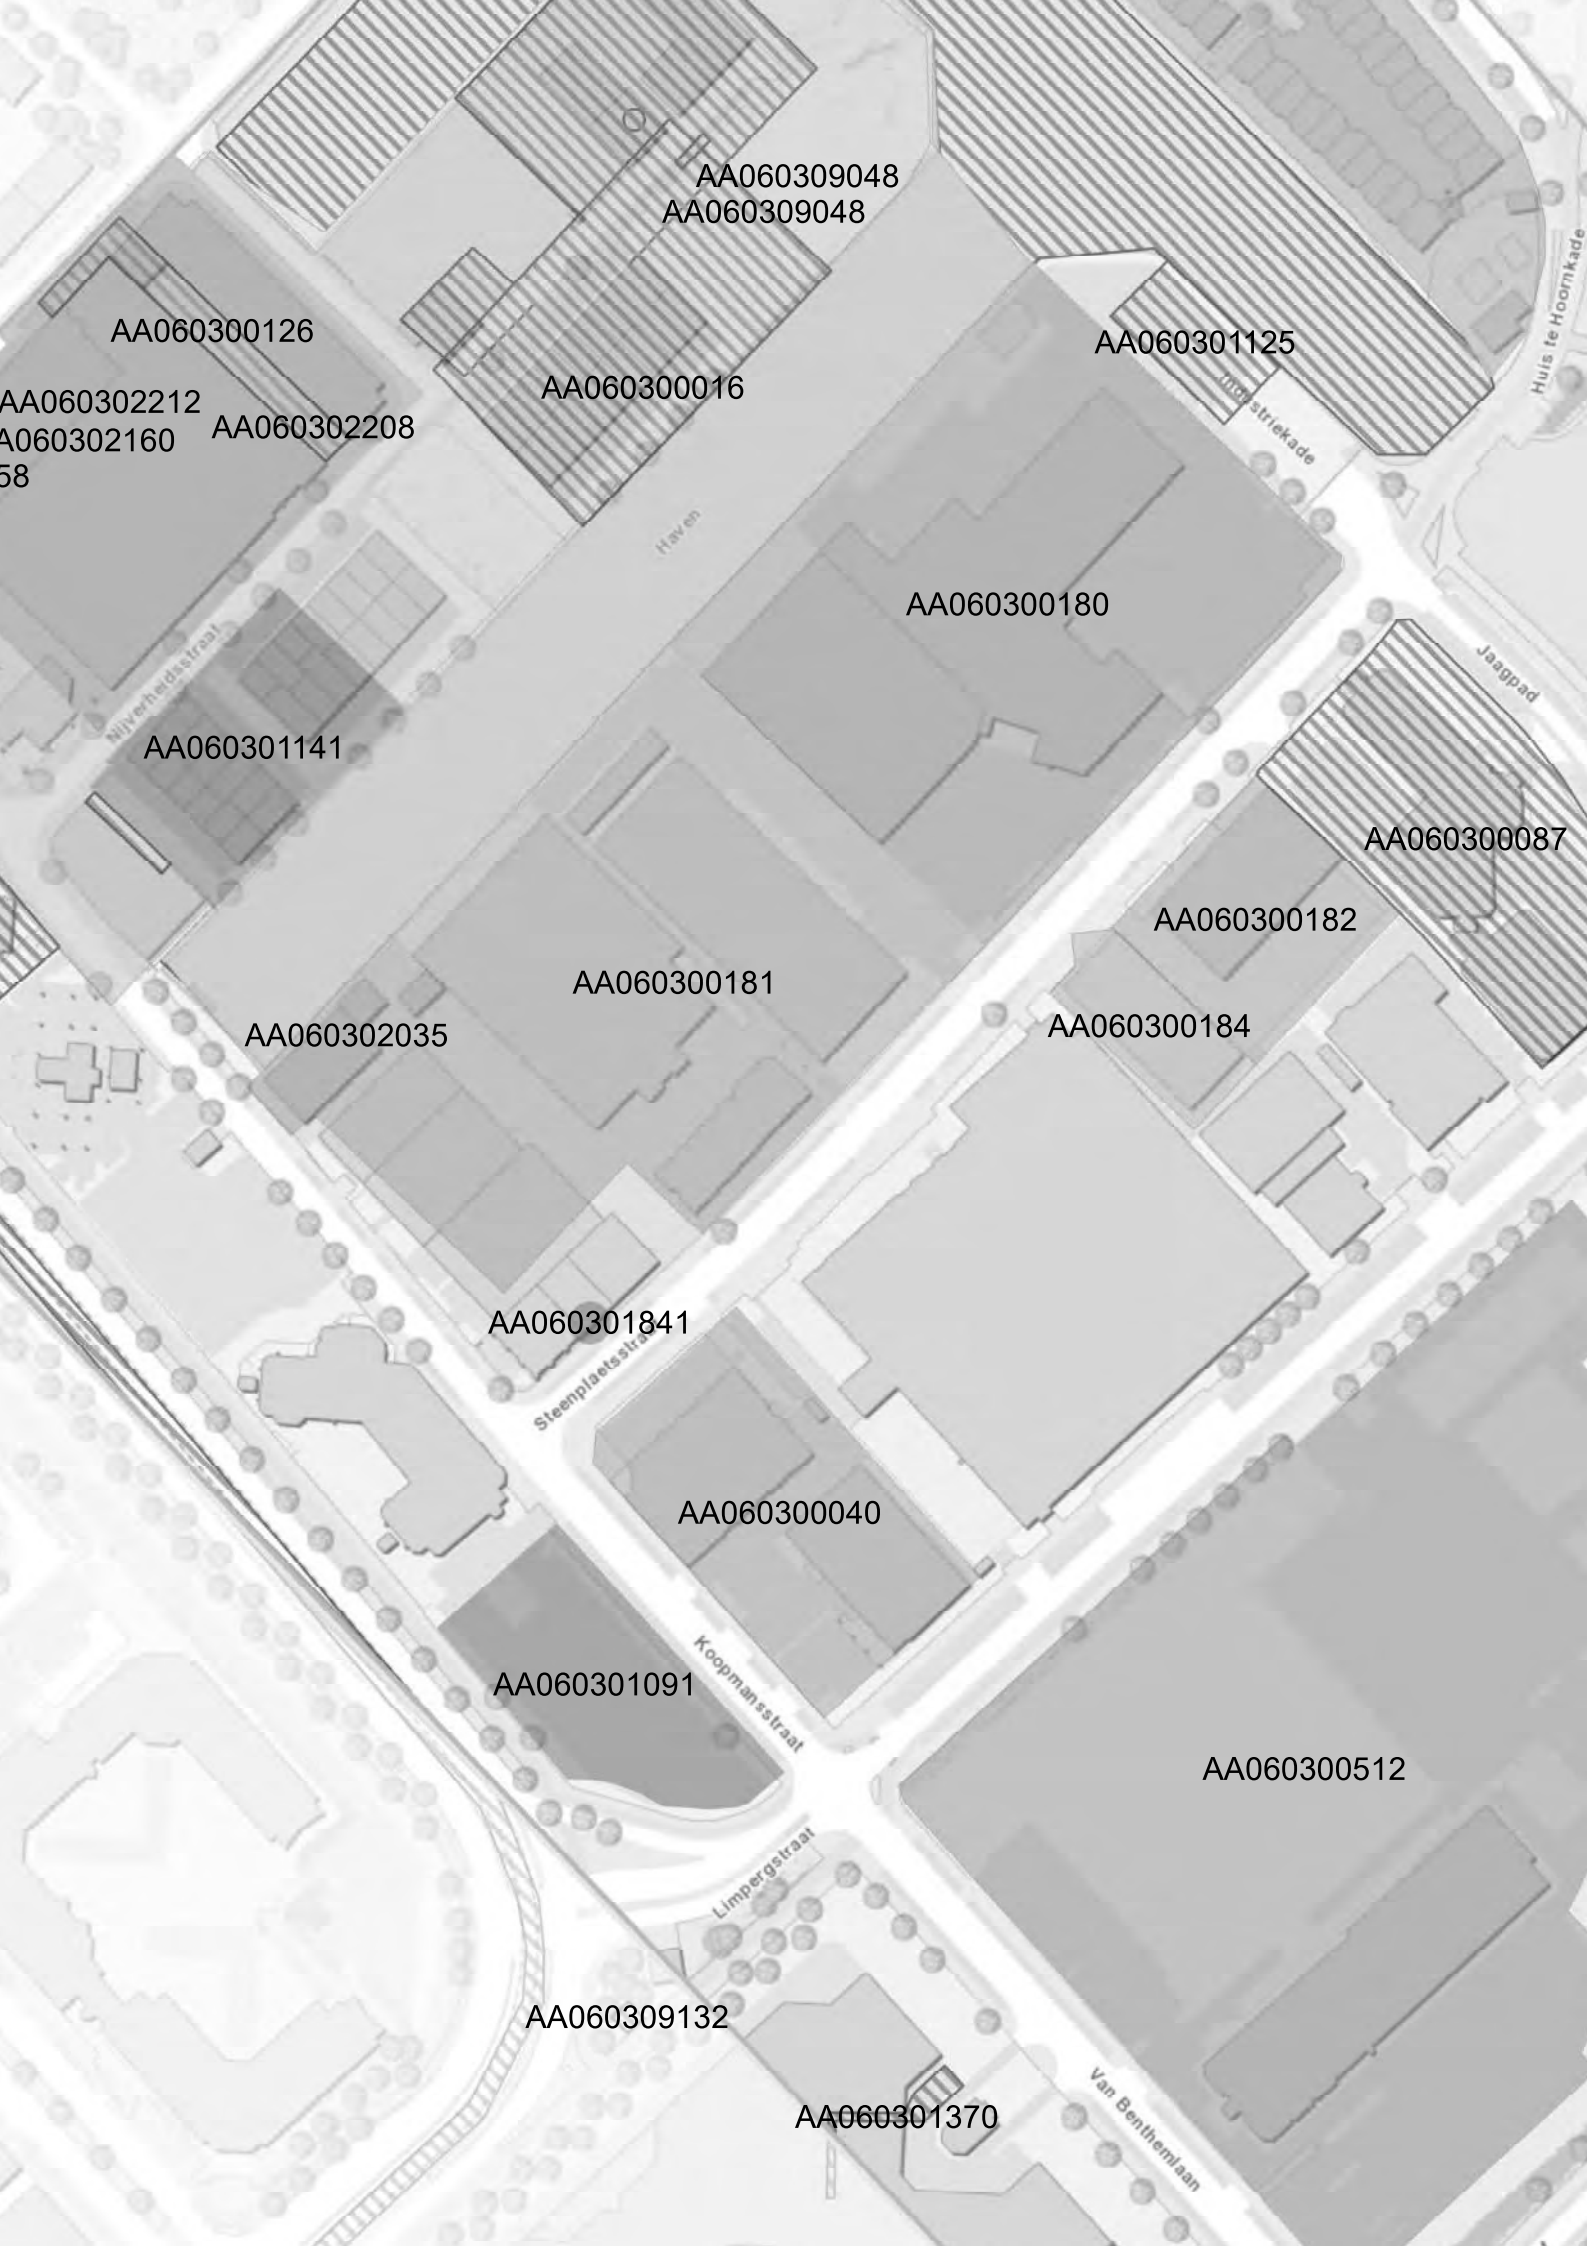 AA060309048
AA060309048
Huis te Hoornkade
AA060300126
AA060301125
AA060300016
Industriekade
AA060302212
AA060302208
A060302160
58
Haven
AA060300180
Nijverheidsstraat
Jaagpad
AA060301141
AA060300087
AA060300182
AA060300181
AA060300184
AA060302035
AA060301841
Steenplaetsstraat
AA060300040
AA060301091
Koopmansstraat
AA060300512
Limpergstraat
AA060309132
AA060301370
Van Benthemlaan